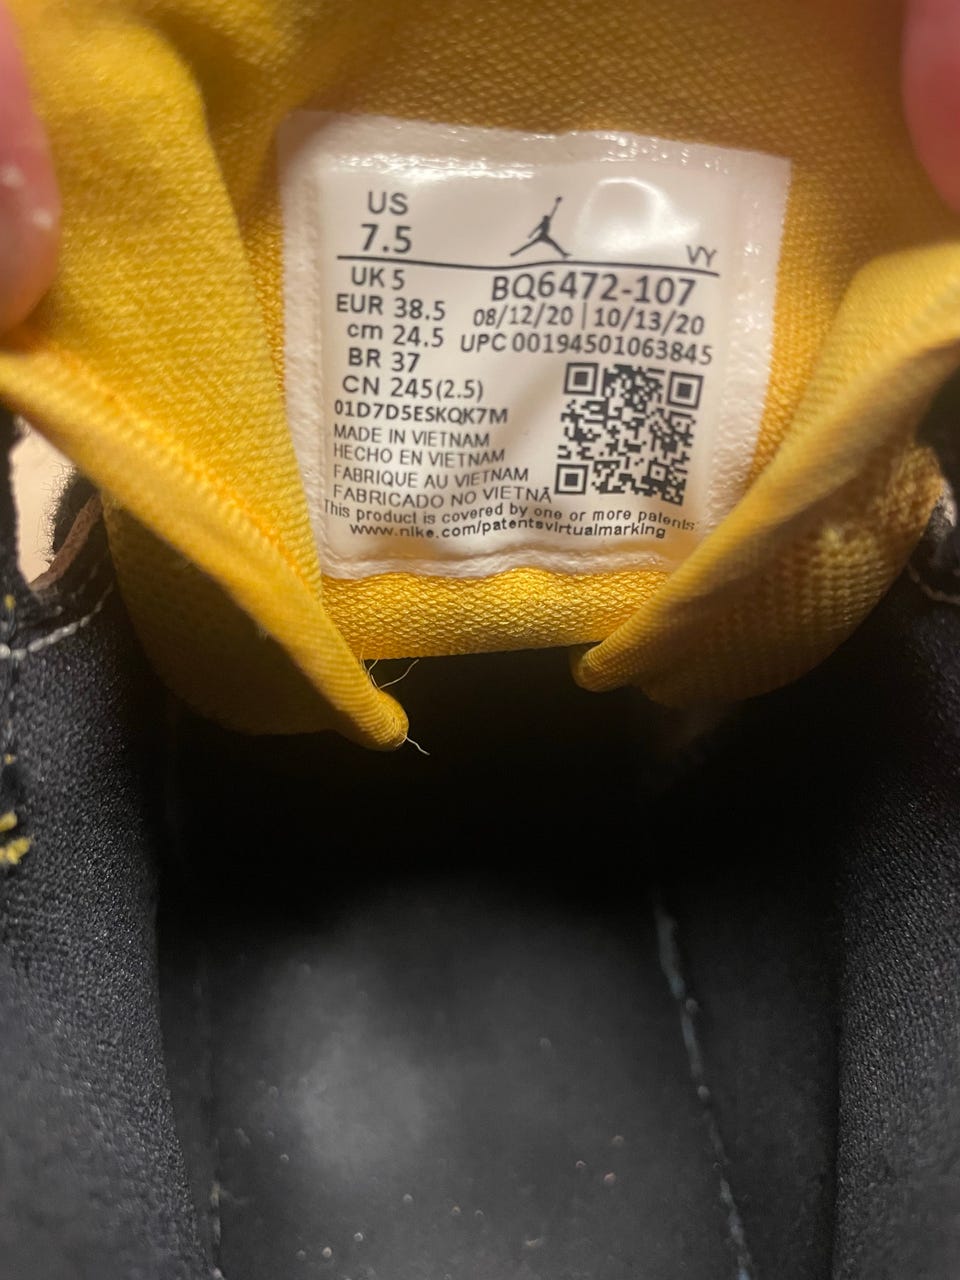 US
7.5
VY
UK 5
BQ6472-107
EUR 38.5
08/12/20 | 10/13/20
cm 24.5
UPC 00194501063845
BR 37
CN 245(2.5)
01D7D5ESKQK7M
MADE IN VIETNAM
HECHO EN VIETNAM
FABRIQUE AU VIETNAM
FABRICADO NO VIETNÃ
This product is covered by one or more patents:
www.nike.com/patentsvirtualmarking